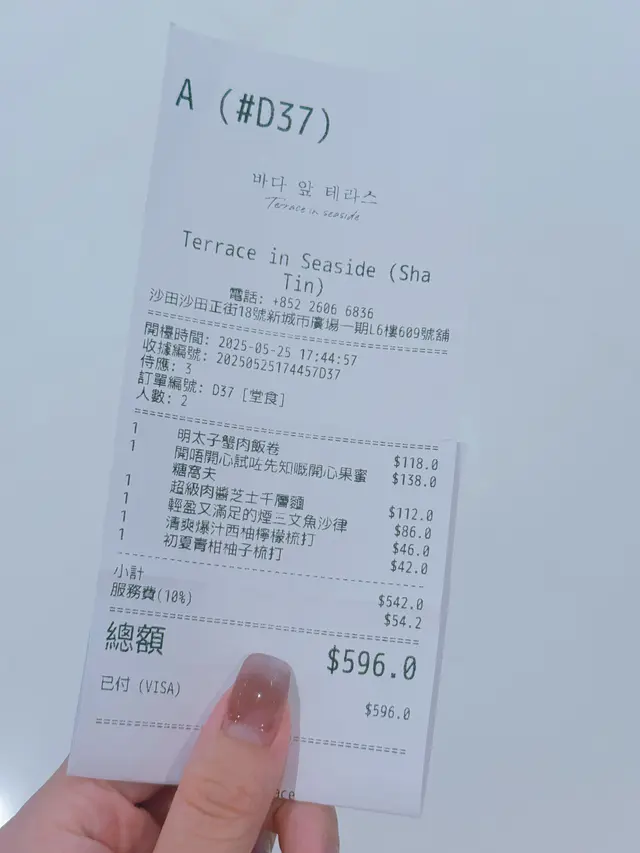 A (#D37)
바다 앞 테라스
Terrace in seaside
Terrace in Seaside (Sha
Tin)
電話: +852 2606 6836
沙田沙田正街18號新城市廣場一期L6樓609號舖
開檯時間: 2025-05-25 17:44:57
收據編號: 20250525174457D37
侍應: 3
訂單編號: D37 [堂食]
人數: 2
1 明太子蟹肉飯卷 $118.0
1 開唔開心試咗先知嘅開心果蜜 $138.0
糖窩夫
1 超級肉醬芝士千層麵 $112.0
1 輕盈又滿足的煙三文魚沙律 $86.0
1 清爽爆汁西柚檸檬梳打 $46.0
1 初夏青柑柚子梳打 $42.0
小計 $542.0
服務費(10%) $54.2
總額 $596.0
已付 (VISA) $596.0